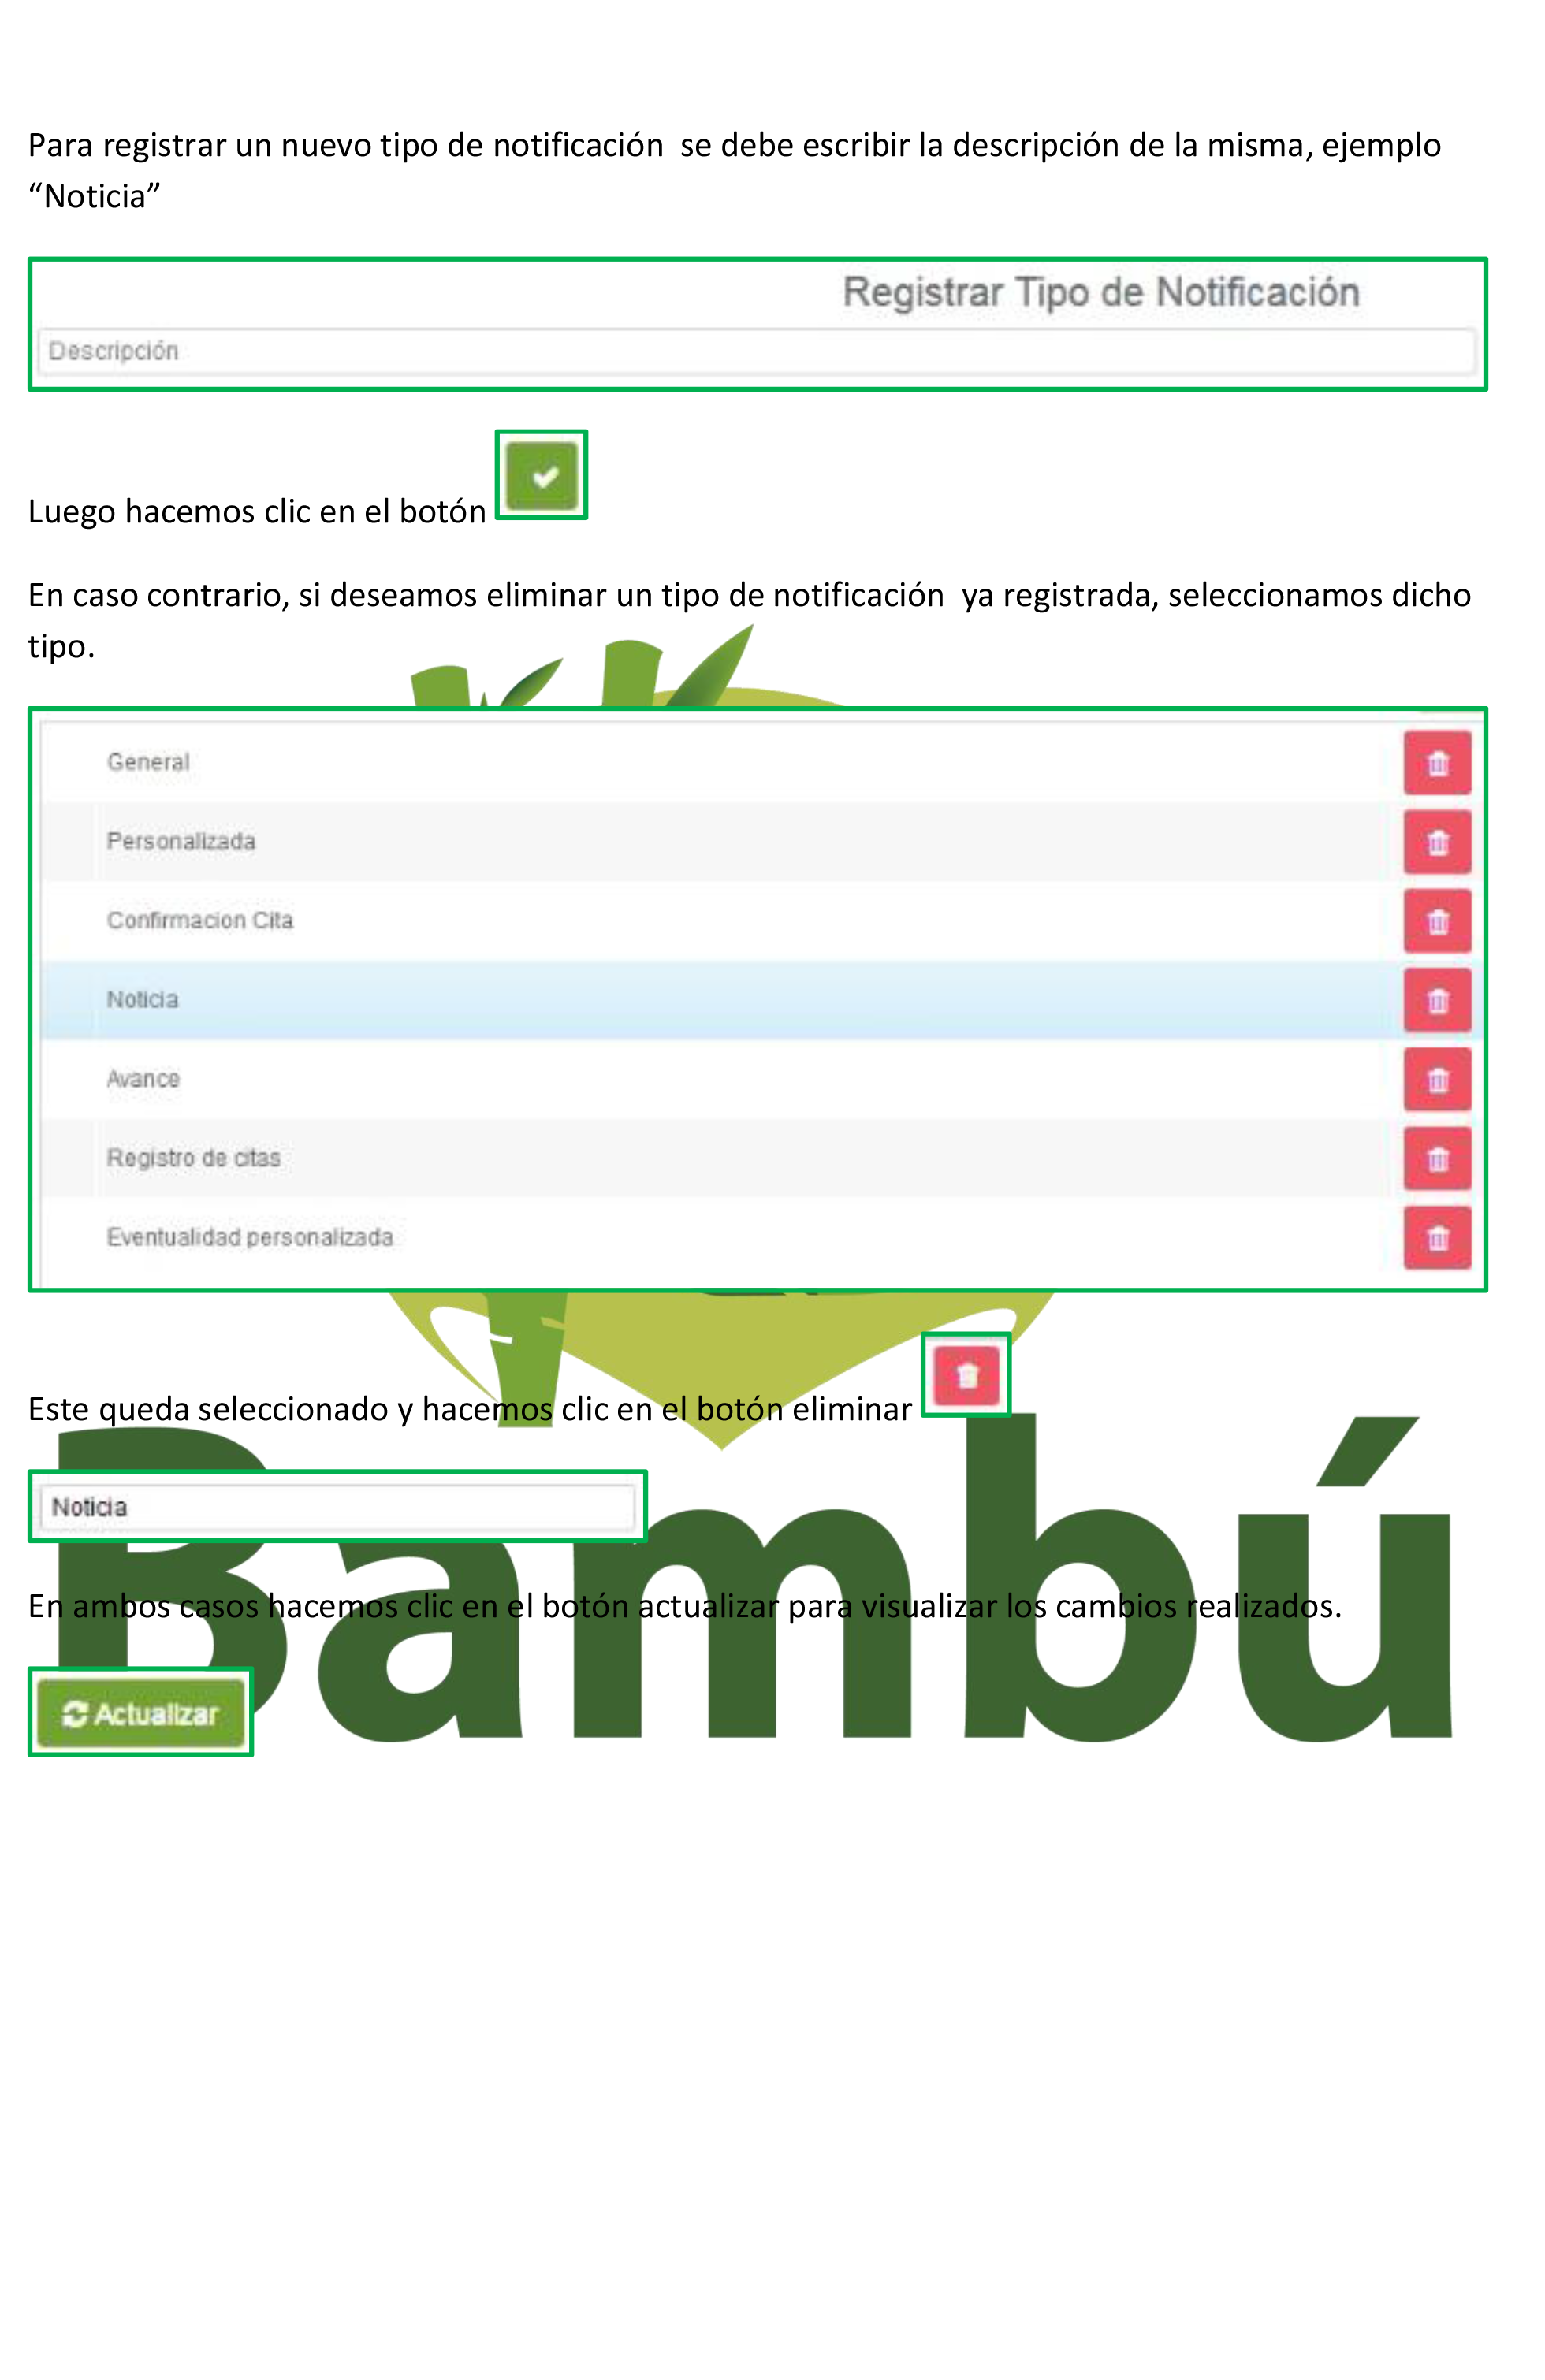 Para registrar un nuevo tipo de notificación  se debe escribir la descripción de la misma, ejemplo
“Noticia”
Registrar Tipo de Notificación
Descripción
Luego hacemos clic en el botón
En caso contrario, si deseamos eliminar un tipo de notificación  ya registrada, seleccionamos dicho
tipo.
General
Personalizada
Confirmacion Cita
Noticia
Avance
Registro de citas
Eventualidad personalizada
Este queda seleccionado y hacemos clic en el botón eliminar
Noticia
En ambos casos hacemos clic en el botón actualizar para visualizar los cambios realizados.
Actualizar
Bambú